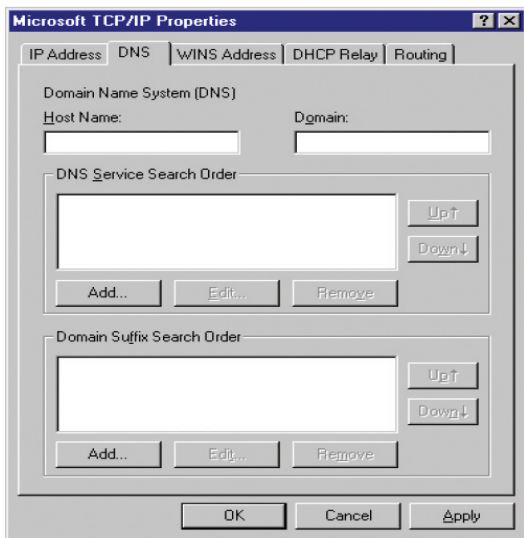 Microsoft TCP/IP Properties ? X
IP Address DNS WINS Address DHCP Relay Routing
Domain Name System (DNS)
Host Name: Domain:
DNS Service Search Order
Up↑
Down↓
Add... Edit... Remove
Domain Suffix Search Order
Up↑
Down↓
Add... Edit... Remove
OK Cancel Apply